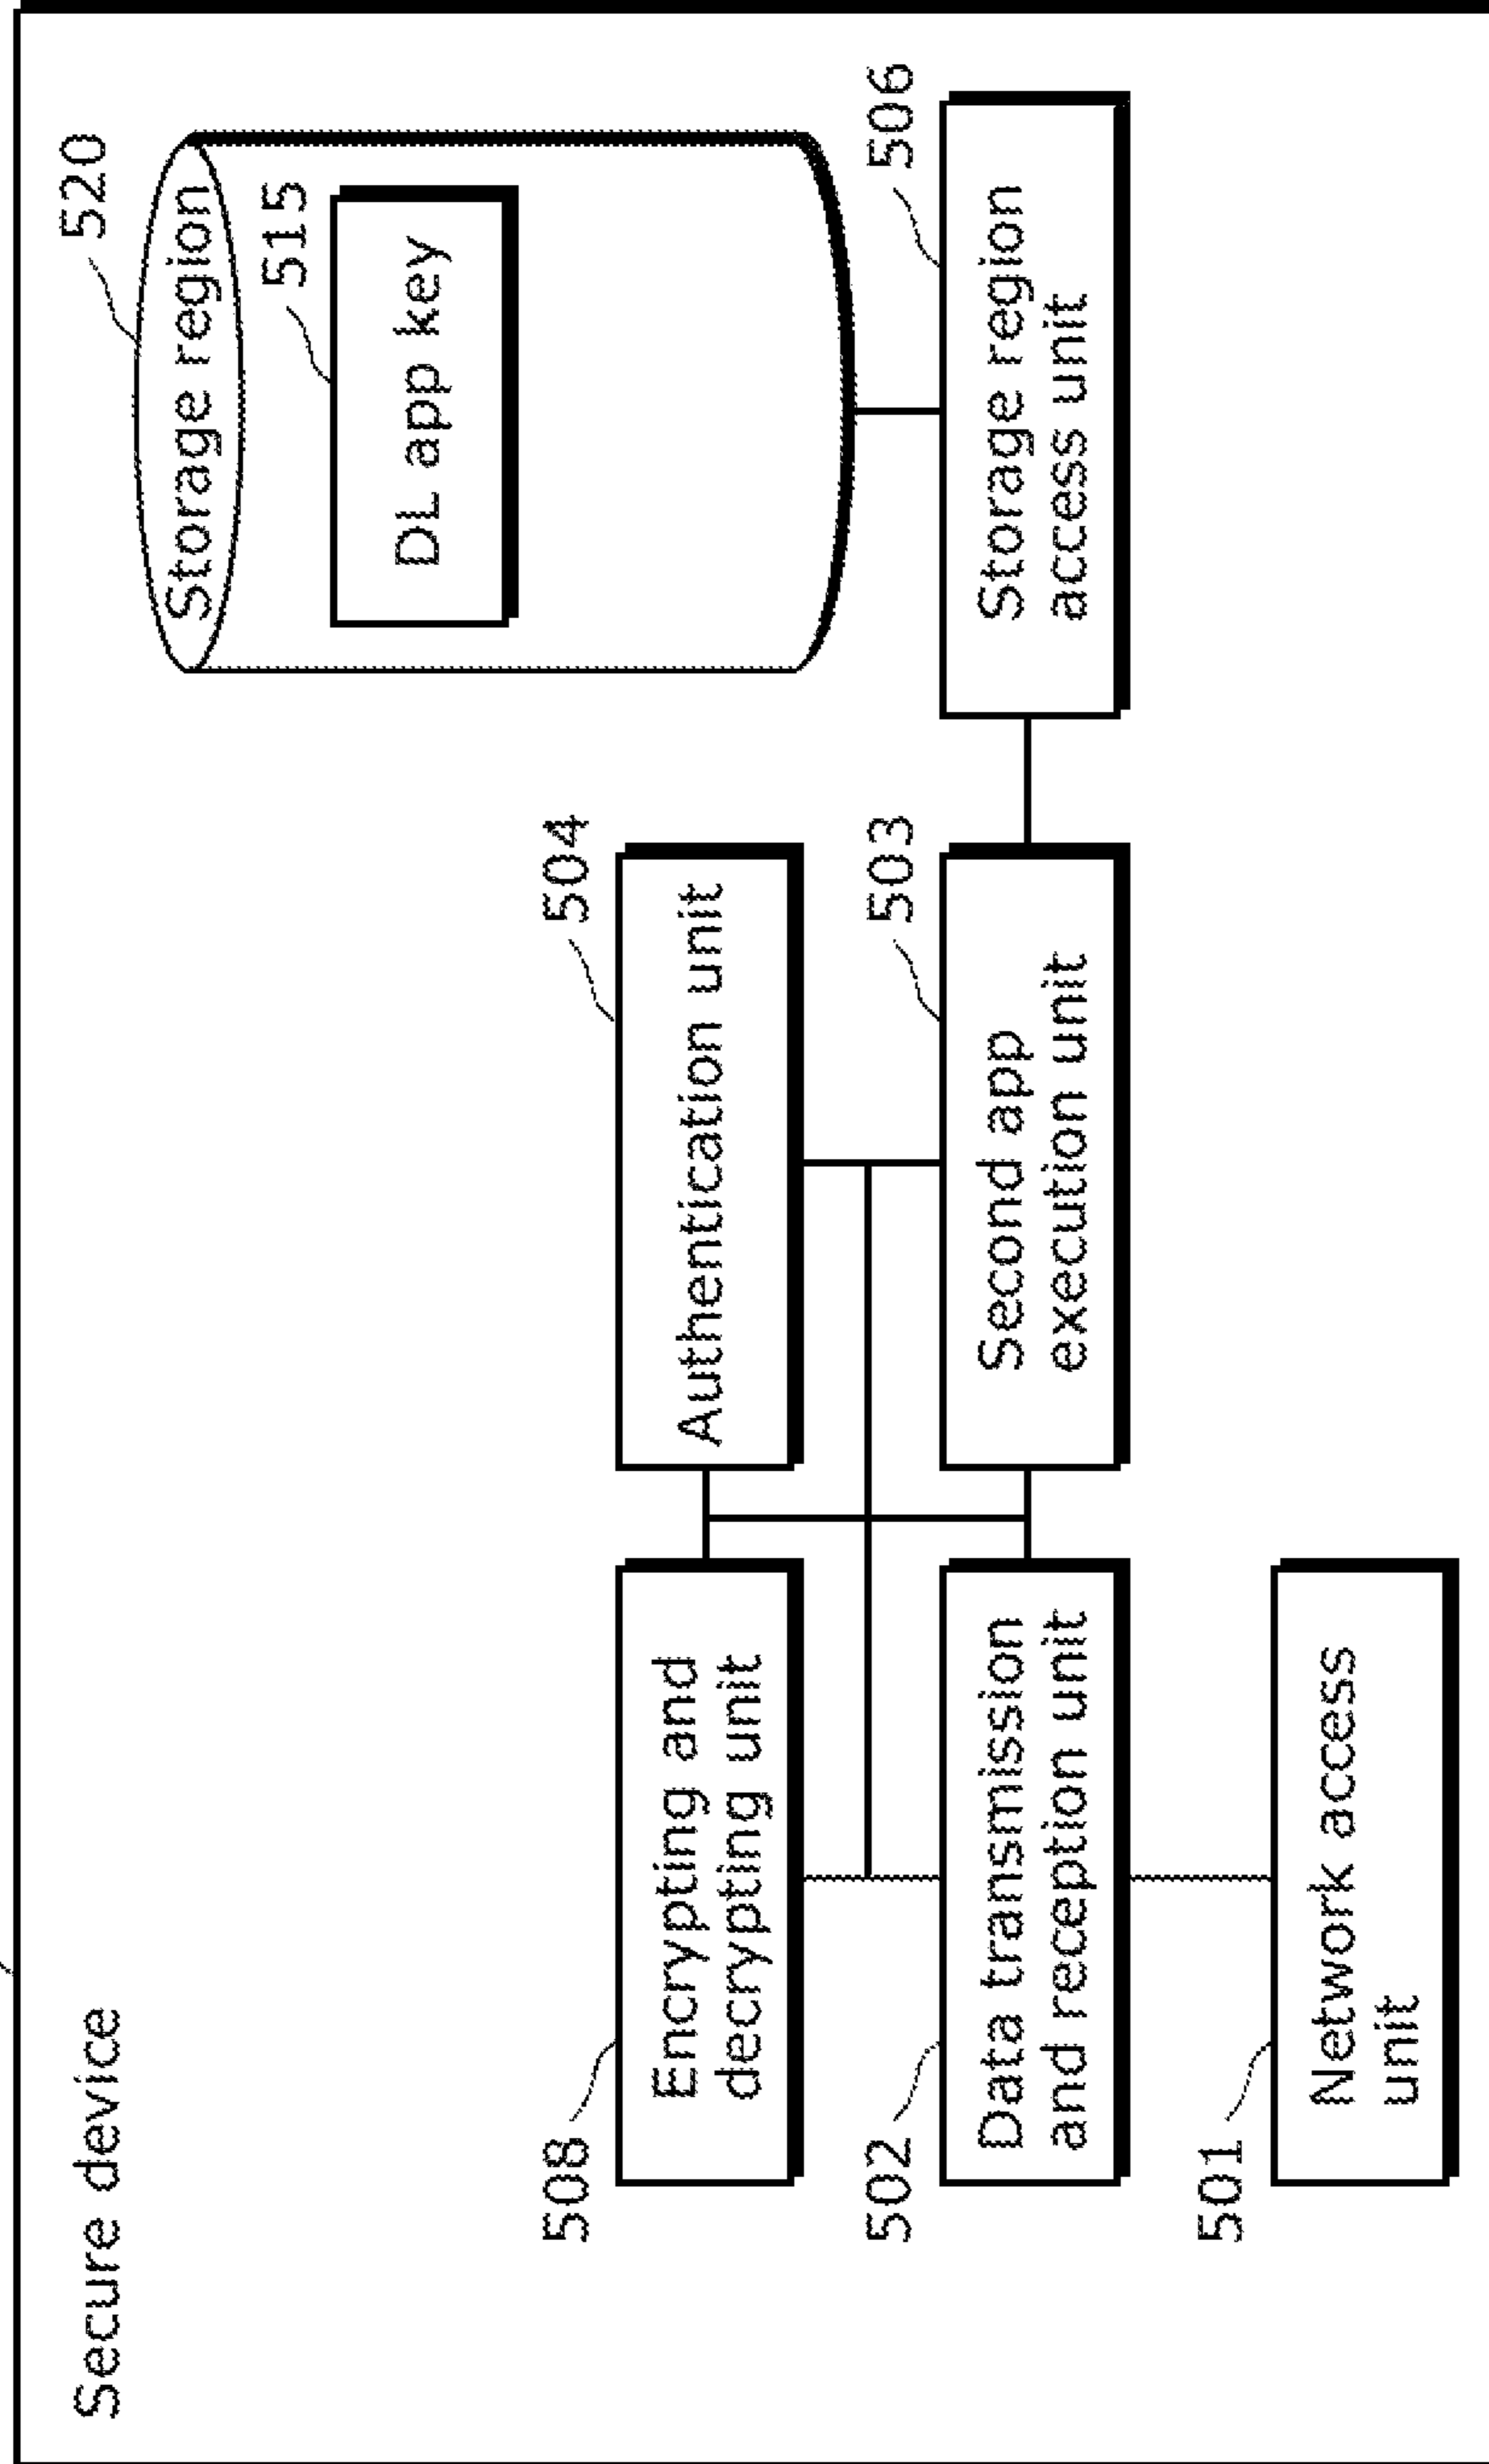 Secure device
520
Storage region
515
DL app key
508
Encrypting and
decrypting unit
504
Authentication unit
502
Data transmission
and reception unit
503
Second app
execution unit
506
Storage region
access unit
501
Network access
unit